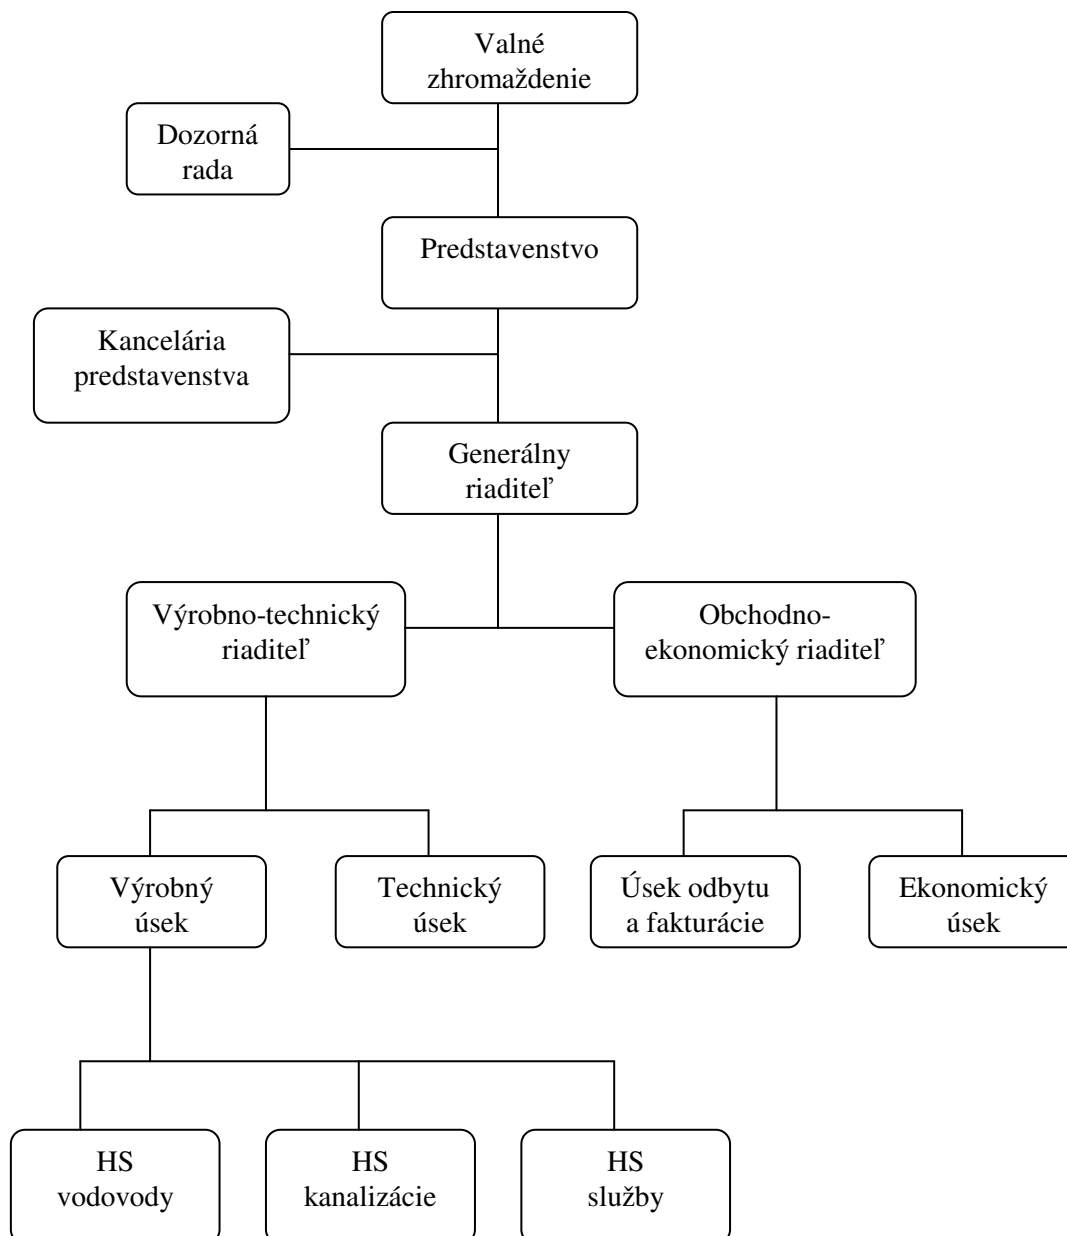 Valné
zhromaždenie
Dozorná
rada
Predstavenstvo
Kancelária
predstavenstva
Generálny
riaditeľ
Výrobno-technický
riaditeľ
Obchodno-
ekonomický riaditeľ
Výrobný
úsek
Technický
úsek
Úsek odbytu
a fakturácie
Ekonomický
úsek
HS
vodovody
HS
kanalizácie
HS
služby